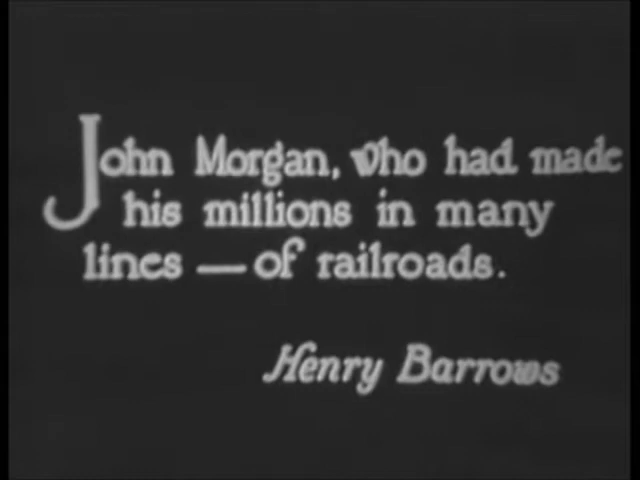 John Morgan, who had made
his millions in many
lines — of railroads.
Henry Barrows